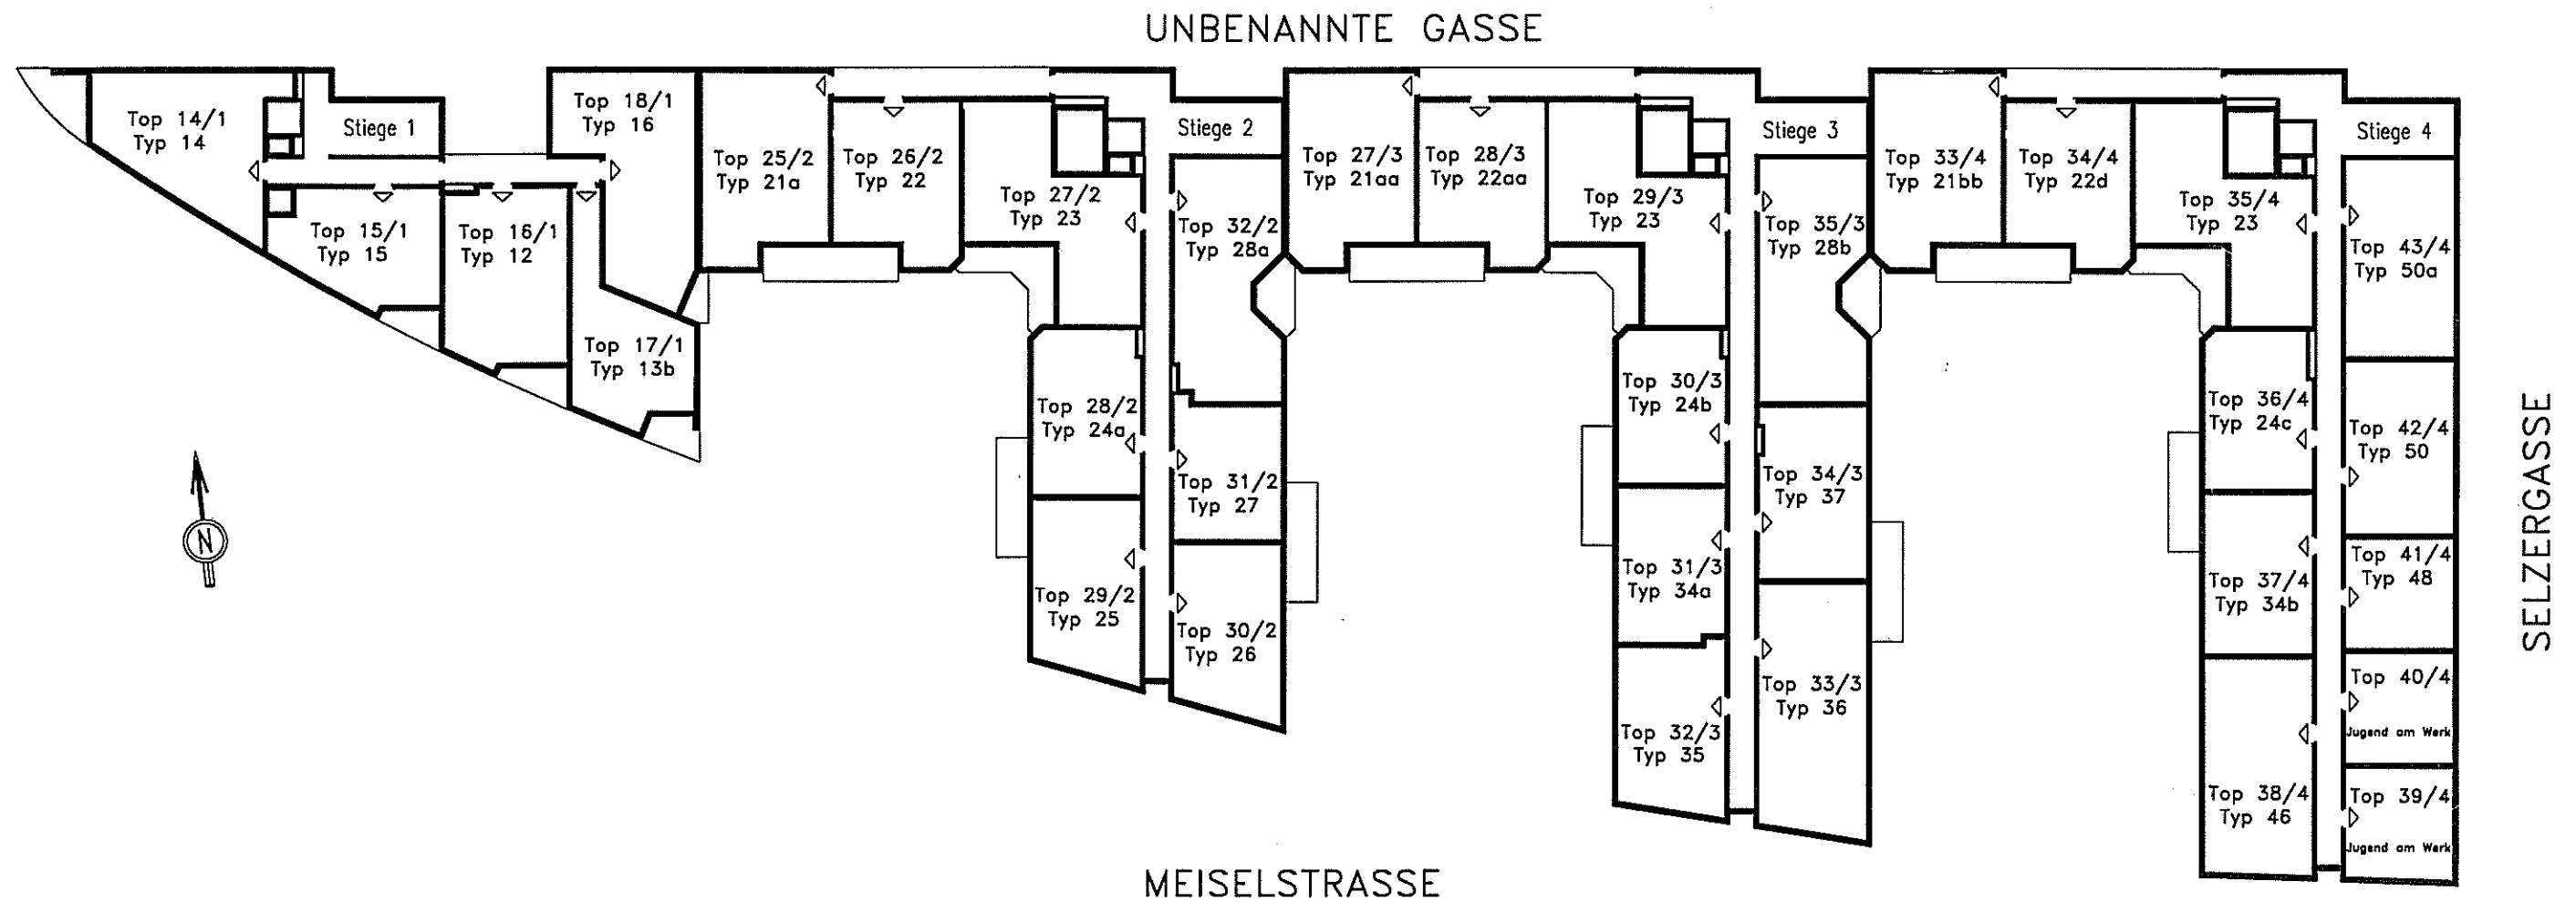 UNBENANNTE GASSE
Top 14/1
Typ 14
Stiege 1
Top 15/1
Typ 15
Top 16/1
Typ 12
Top 17/1
Typ 13b
Top 18/1
Typ 16
Top 25/2
Typ 21a
Top 26/2
Typ 22
Top 27/2
Typ 23
Stiege 2
Top 28/2
Typ 24a
Top 29/2
Typ 25
Top 30/2
Typ 26
Top 31/2
Typ 27
Top 32/2
Typ 28a
Top 27/3
Typ 21aa
Top 28/3
Typ 22aa
Top 29/3
Typ 23
Stiege 3
Top 30/3
Typ 24b
Top 31/3
Typ 34a
Top 32/3
Typ 35
Top 33/3
Typ 36
Top 34/3
Typ 37
Top 35/3
Typ 28b
Top 33/4
Typ 21bb
Top 34/4
Typ 22d
Top 35/4
Typ 23
Stiege 4
Top 36/4
Typ 24c
Top 37/4
Typ 34b
Top 38/4
Typ 46
Top 39/4
Jugend am Werk
Top 40/4
Jugend am Werk
Top 41/4
Typ 48
Top 42/4
Typ 50
Top 43/4
Typ 50a
N
SELZERGASSE
MEISELSTRASSE